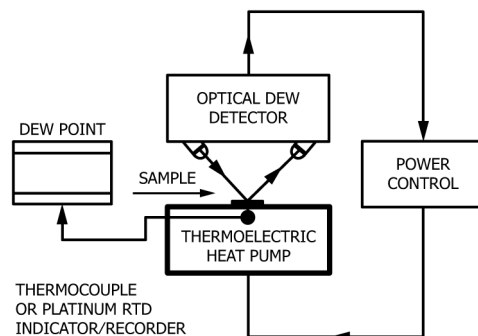 OPTICAL DEW
DETECTOR
DEW POINT
SAMPLE
POWER
CONTROL
THERMOELECTRIC
HEAT PUMP
THERMOCOUPLE
OR PLATINUM RTD
INDICATOR/RECORDER